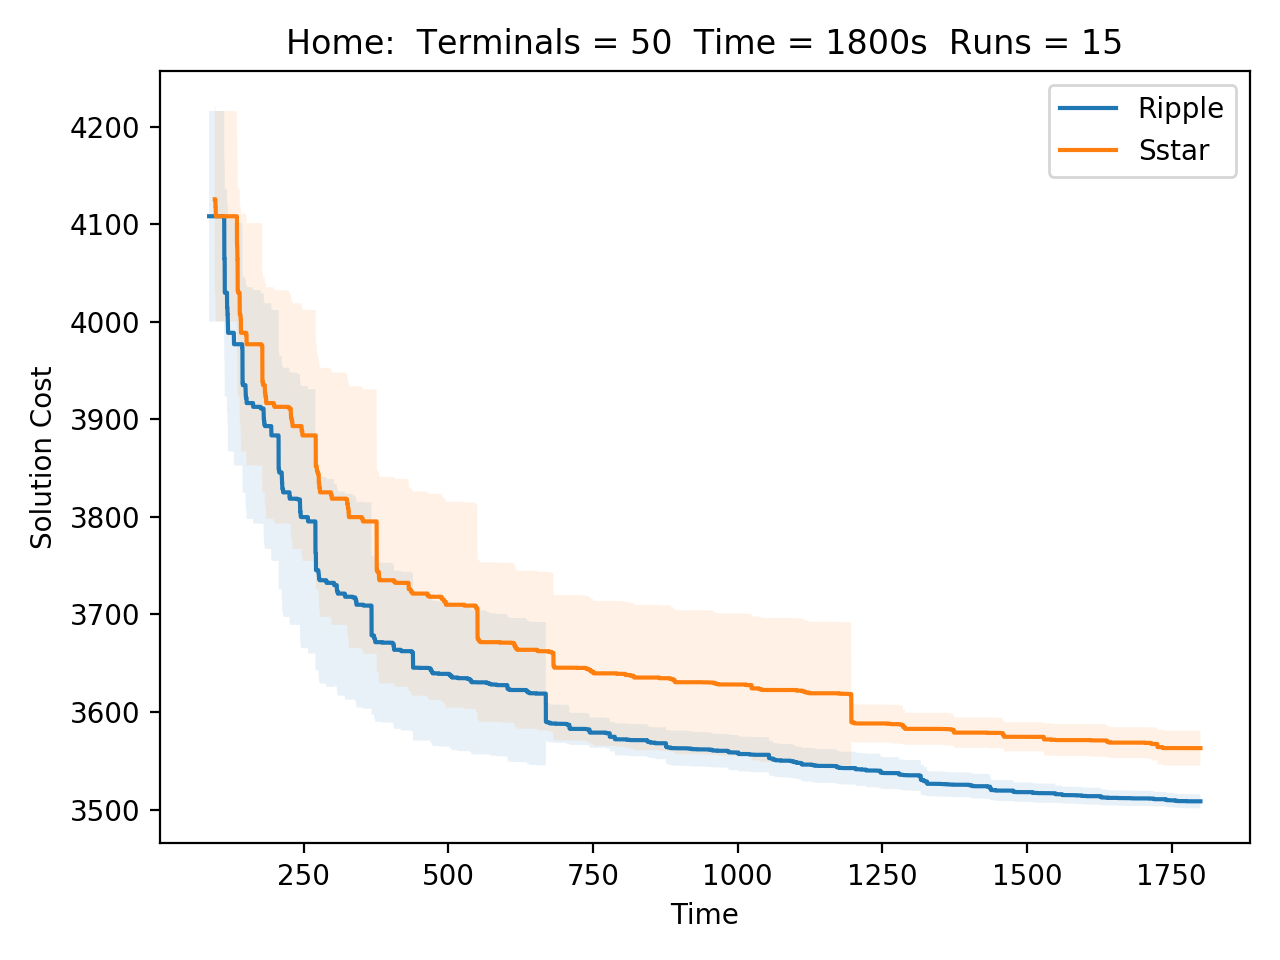 Home:  Terminals = 50  Time = 1800s  Runs = 15
Ripple
Sstar
Solution Cost
4200
4100
4000
3900
3800
3700
3600
3500
250 500 750 1000 1250 1500 1750
Time